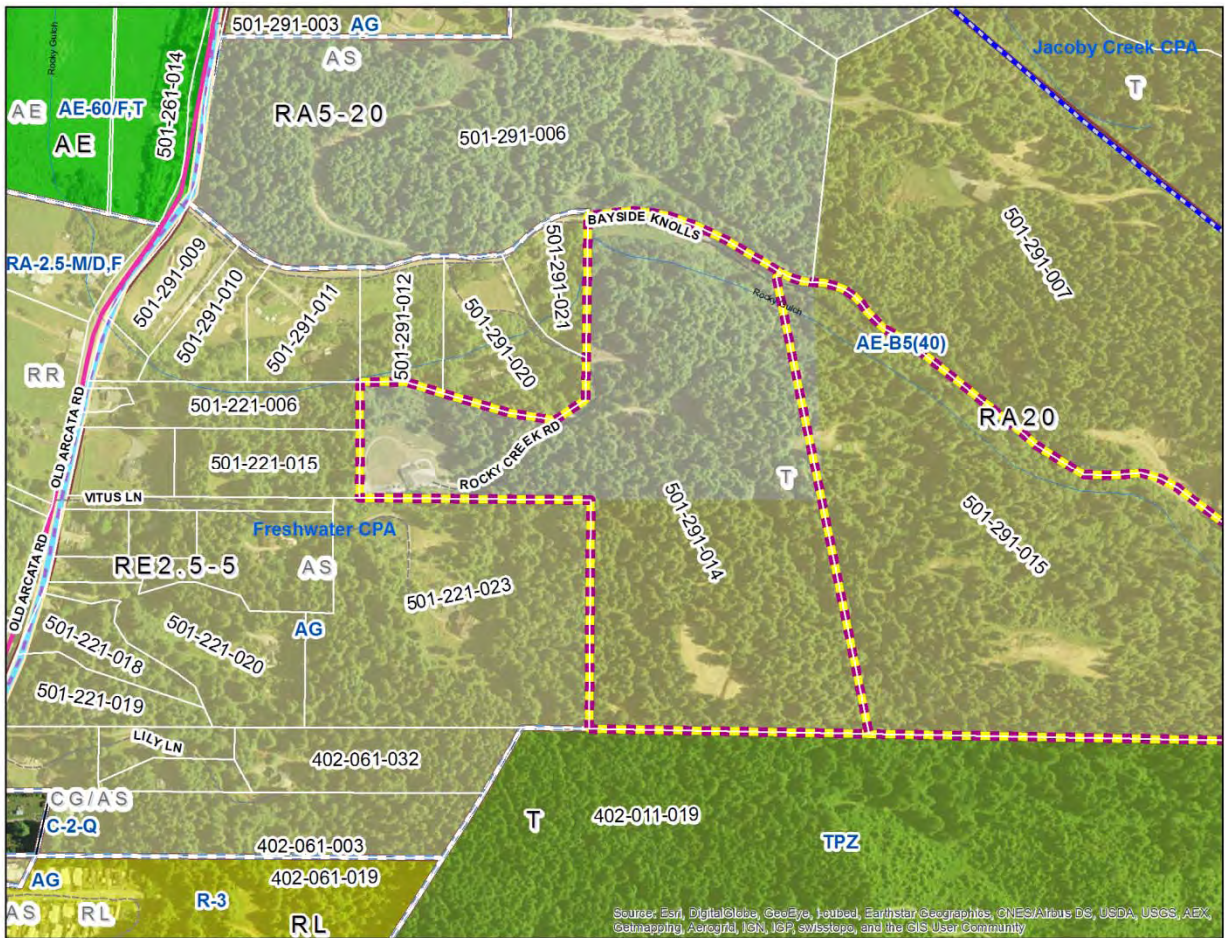 501-291-003 AG
Jacoby Creek CPA
T
Rocky Gulch
501-261-014
AS
RA5-20
501-291-006
AE
AE-60/F,T
AE
BAYSIDE KNOLLS
501-291-007
RA-2.5-M/D,F
501-291-009
501-291-010
501-291-011
501-291-012
501-291-020
501-291-021
Rocky Gulch
AE-B5(40)
RR
OLD ARCATA RD
501-221-006
RA20
501-221-015
ROCKY CREEK RD
T
VITUS LN
501-291-014
501-291-015
Freshwater CPA
RE2.5-5
AS
501-221-023
OLD ARCATA RD
AG
501-221-018
501-221-020
501-221-019
LILY LN
402-061-032
CG/AS
C-2-Q
T
402-011-019
TPZ
402-061-003
AG
402-061-019
R-3
AS
RL
RL
Source: Esri, DigitalGlobe, GeoEye, i-cubed, Earthstar Geographics, CNES/Airbus DS, USDA, USGS, AEX,
Getmapping, Aerogrid, IGN, IGP, swisstopo, and the GIS User Community